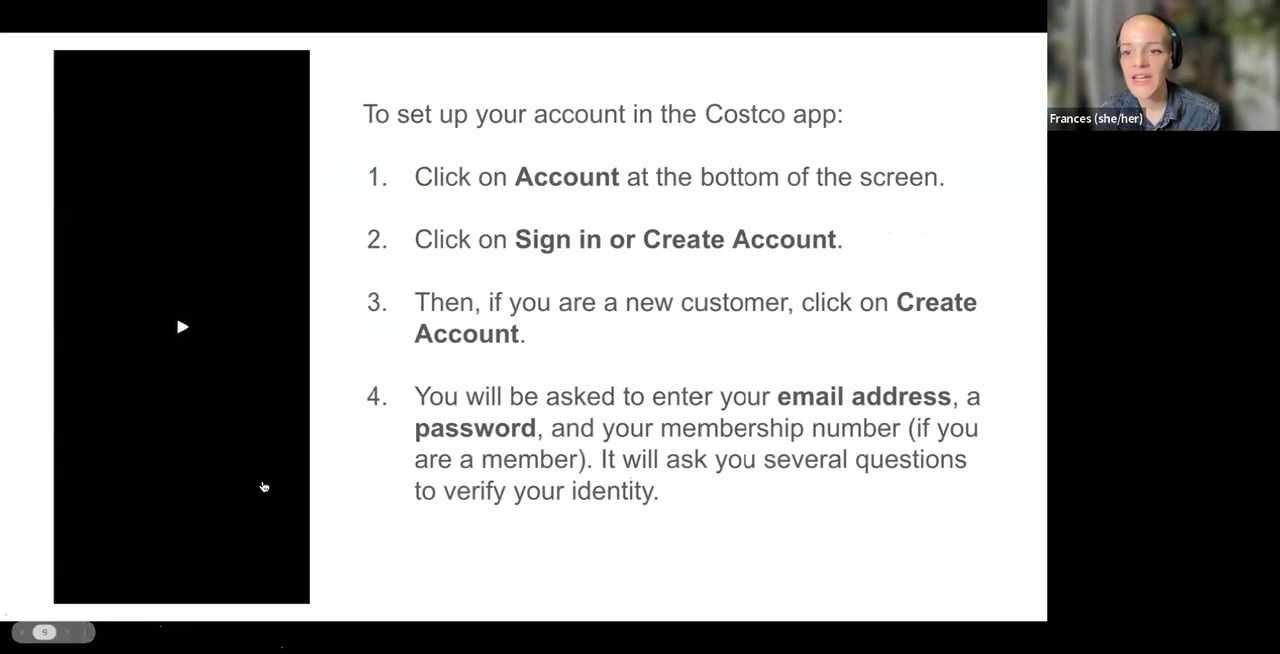 To set up your account in the Costco app:
1. Click on Account at the bottom of the screen.
2. Click on Sign in or Create Account.
3. Then, if you are a new customer, click on Create
Account.
4. You will be asked to enter your email address, a
password, and your membership number (if you
are a member). It will ask you several questions
to verify your identity.
Frances (she/her)
9